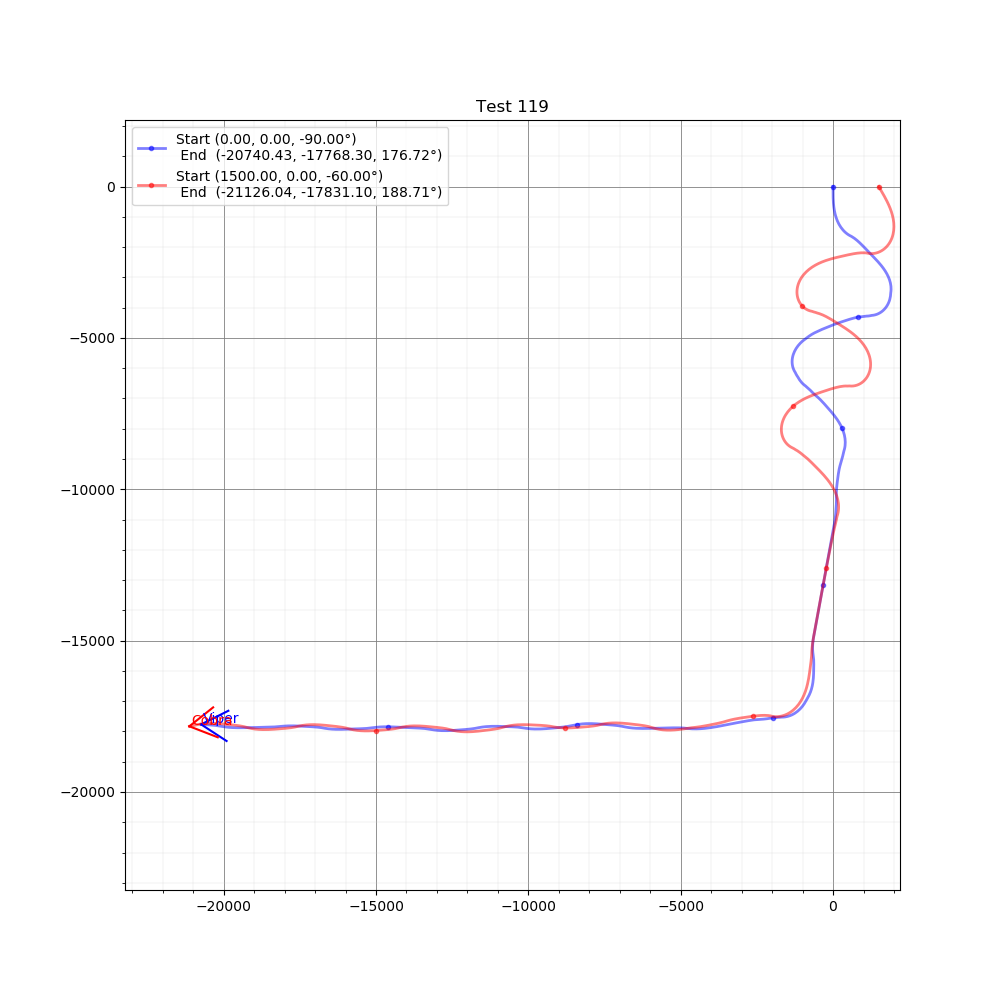 Test 119
Start (0.00, 0.00, -90.00°)
End (-20740.43, -17768.30, 176.72°)
Start (1500.00, 0.00, -60.00°)
End (-21126.04, -17831.10, 188.71°)
0
−5000
−10000
−15000
−20000
Viper
−20000 −15000 −10000 −5000 0